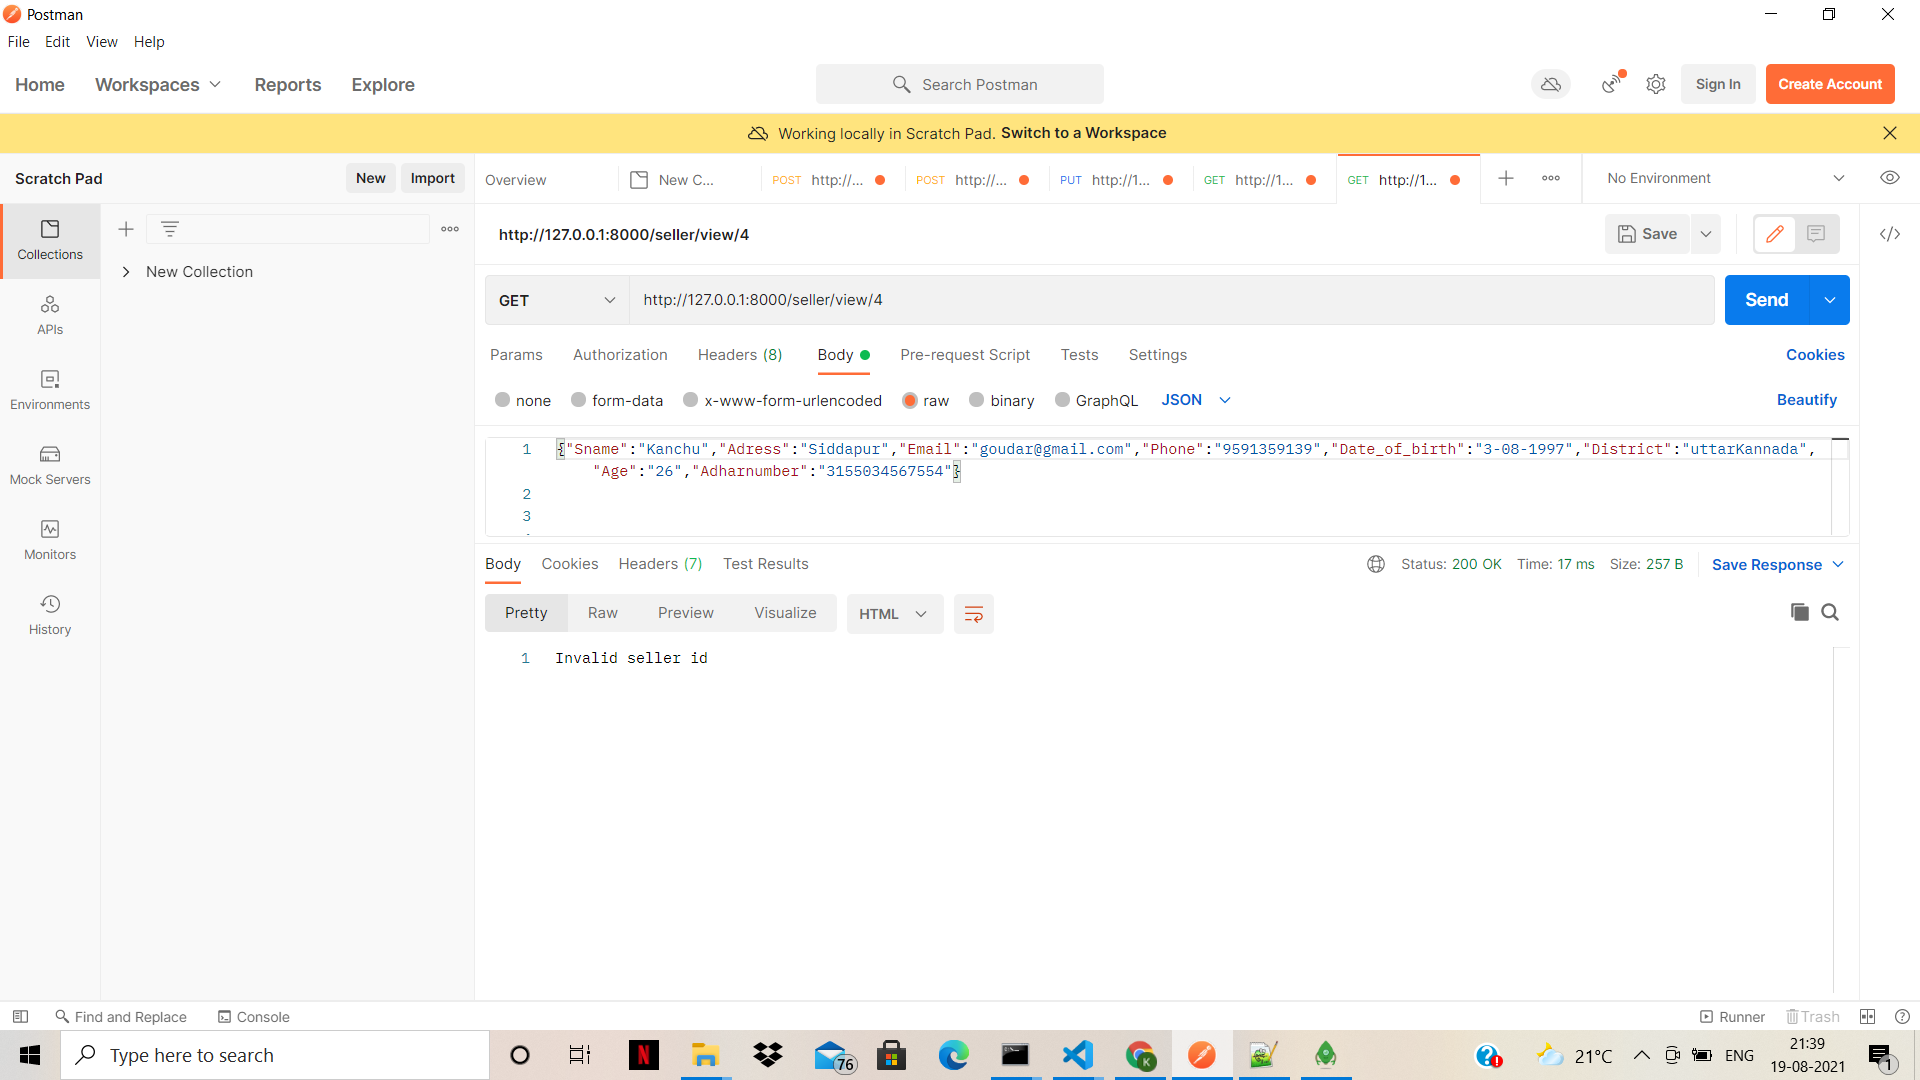 Postman
File Edit View Help
Home Workspaces Reports Explore
Search Postman
Sign In
Create Account
Working locally in Scratch Pad. Switch to a Workspace
Scratch Pad
New
Import
Overview
New C...
POST http://...
POST http://...
PUT http://1...
GET http://1...
GET http://1...
No Environment
Collections
APIs
Environments
Mock Servers
Monitors
History
New Collection
http://127.0.0.1:8000/seller/view/4
Save
GET
http://127.0.0.1:8000/seller/view/4
Send
Params Authorization Headers (8) Body Pre-request Script Tests Settings
Cookies
none form-data x-www-form-urlencoded raw binary GraphQL JSON
Beautify
1 {"Sname":"Kanchu","Adress":"Siddapur","Email":"goudar@gmail.com","Phone":"9591359139","Date_of_birth":"3-08-1997","District":"uttarKannada",
"Age":"26","Adharnumber":"3155034567554"}
2
3
Body Cookies Headers (7) Test Results
Status: 200 OK Time: 17 ms Size: 257 B
Save Response
Pretty Raw Preview Visualize HTML
1 Invalid seller id
Find and Replace
Console
Runner
Trash
Type here to search
76
21°C
ENG
21:39
19-08-2021
1